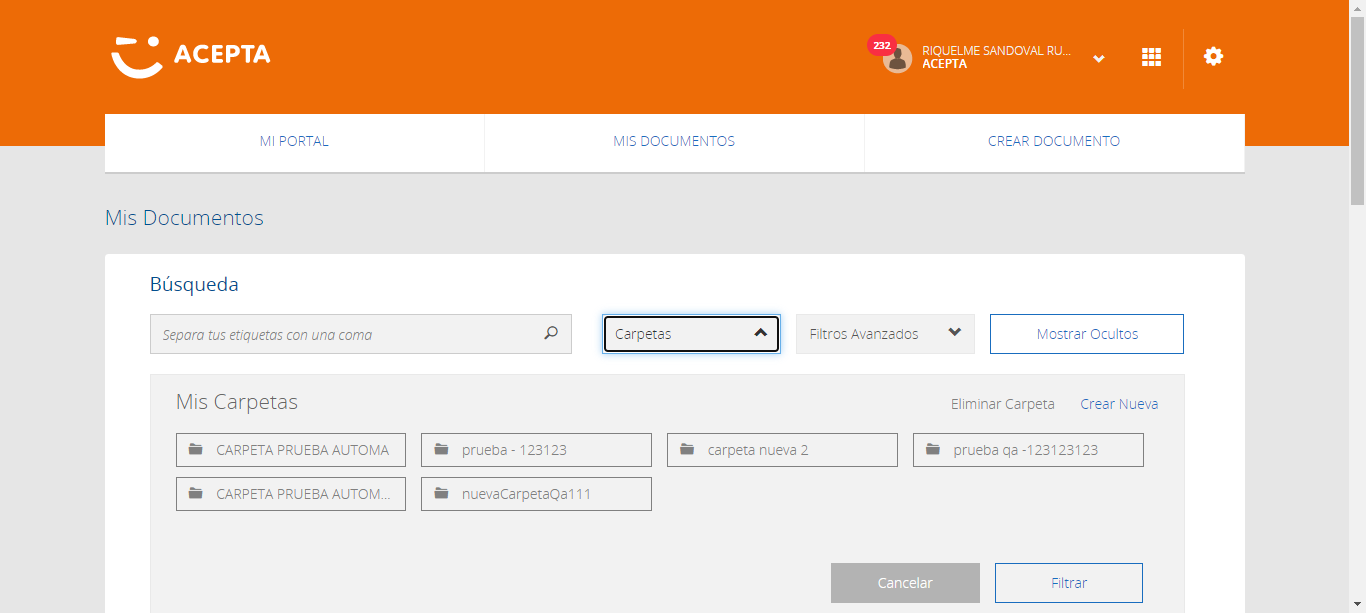 ACEPTA
232
RIQUELME SANDOVAL RU...
ACEPTA
MI PORTAL
MIS DOCUMENTOS
CREAR DOCUMENTO
Mis Documentos
Búsqueda
Separa tus etiquetas con una coma
Carpetas
Filtros Avanzados
Mostrar Ocultos
Mis Carpetas
Eliminar Carpeta
Crear Nueva
CARPETA PRUEBA AUTOMA
prueba - 123123
carpeta nueva 2
prueba qa -123123123
CARPETA PRUEBA AUTOM...
nuevaCarpetaQa111
Cancelar
Filtrar